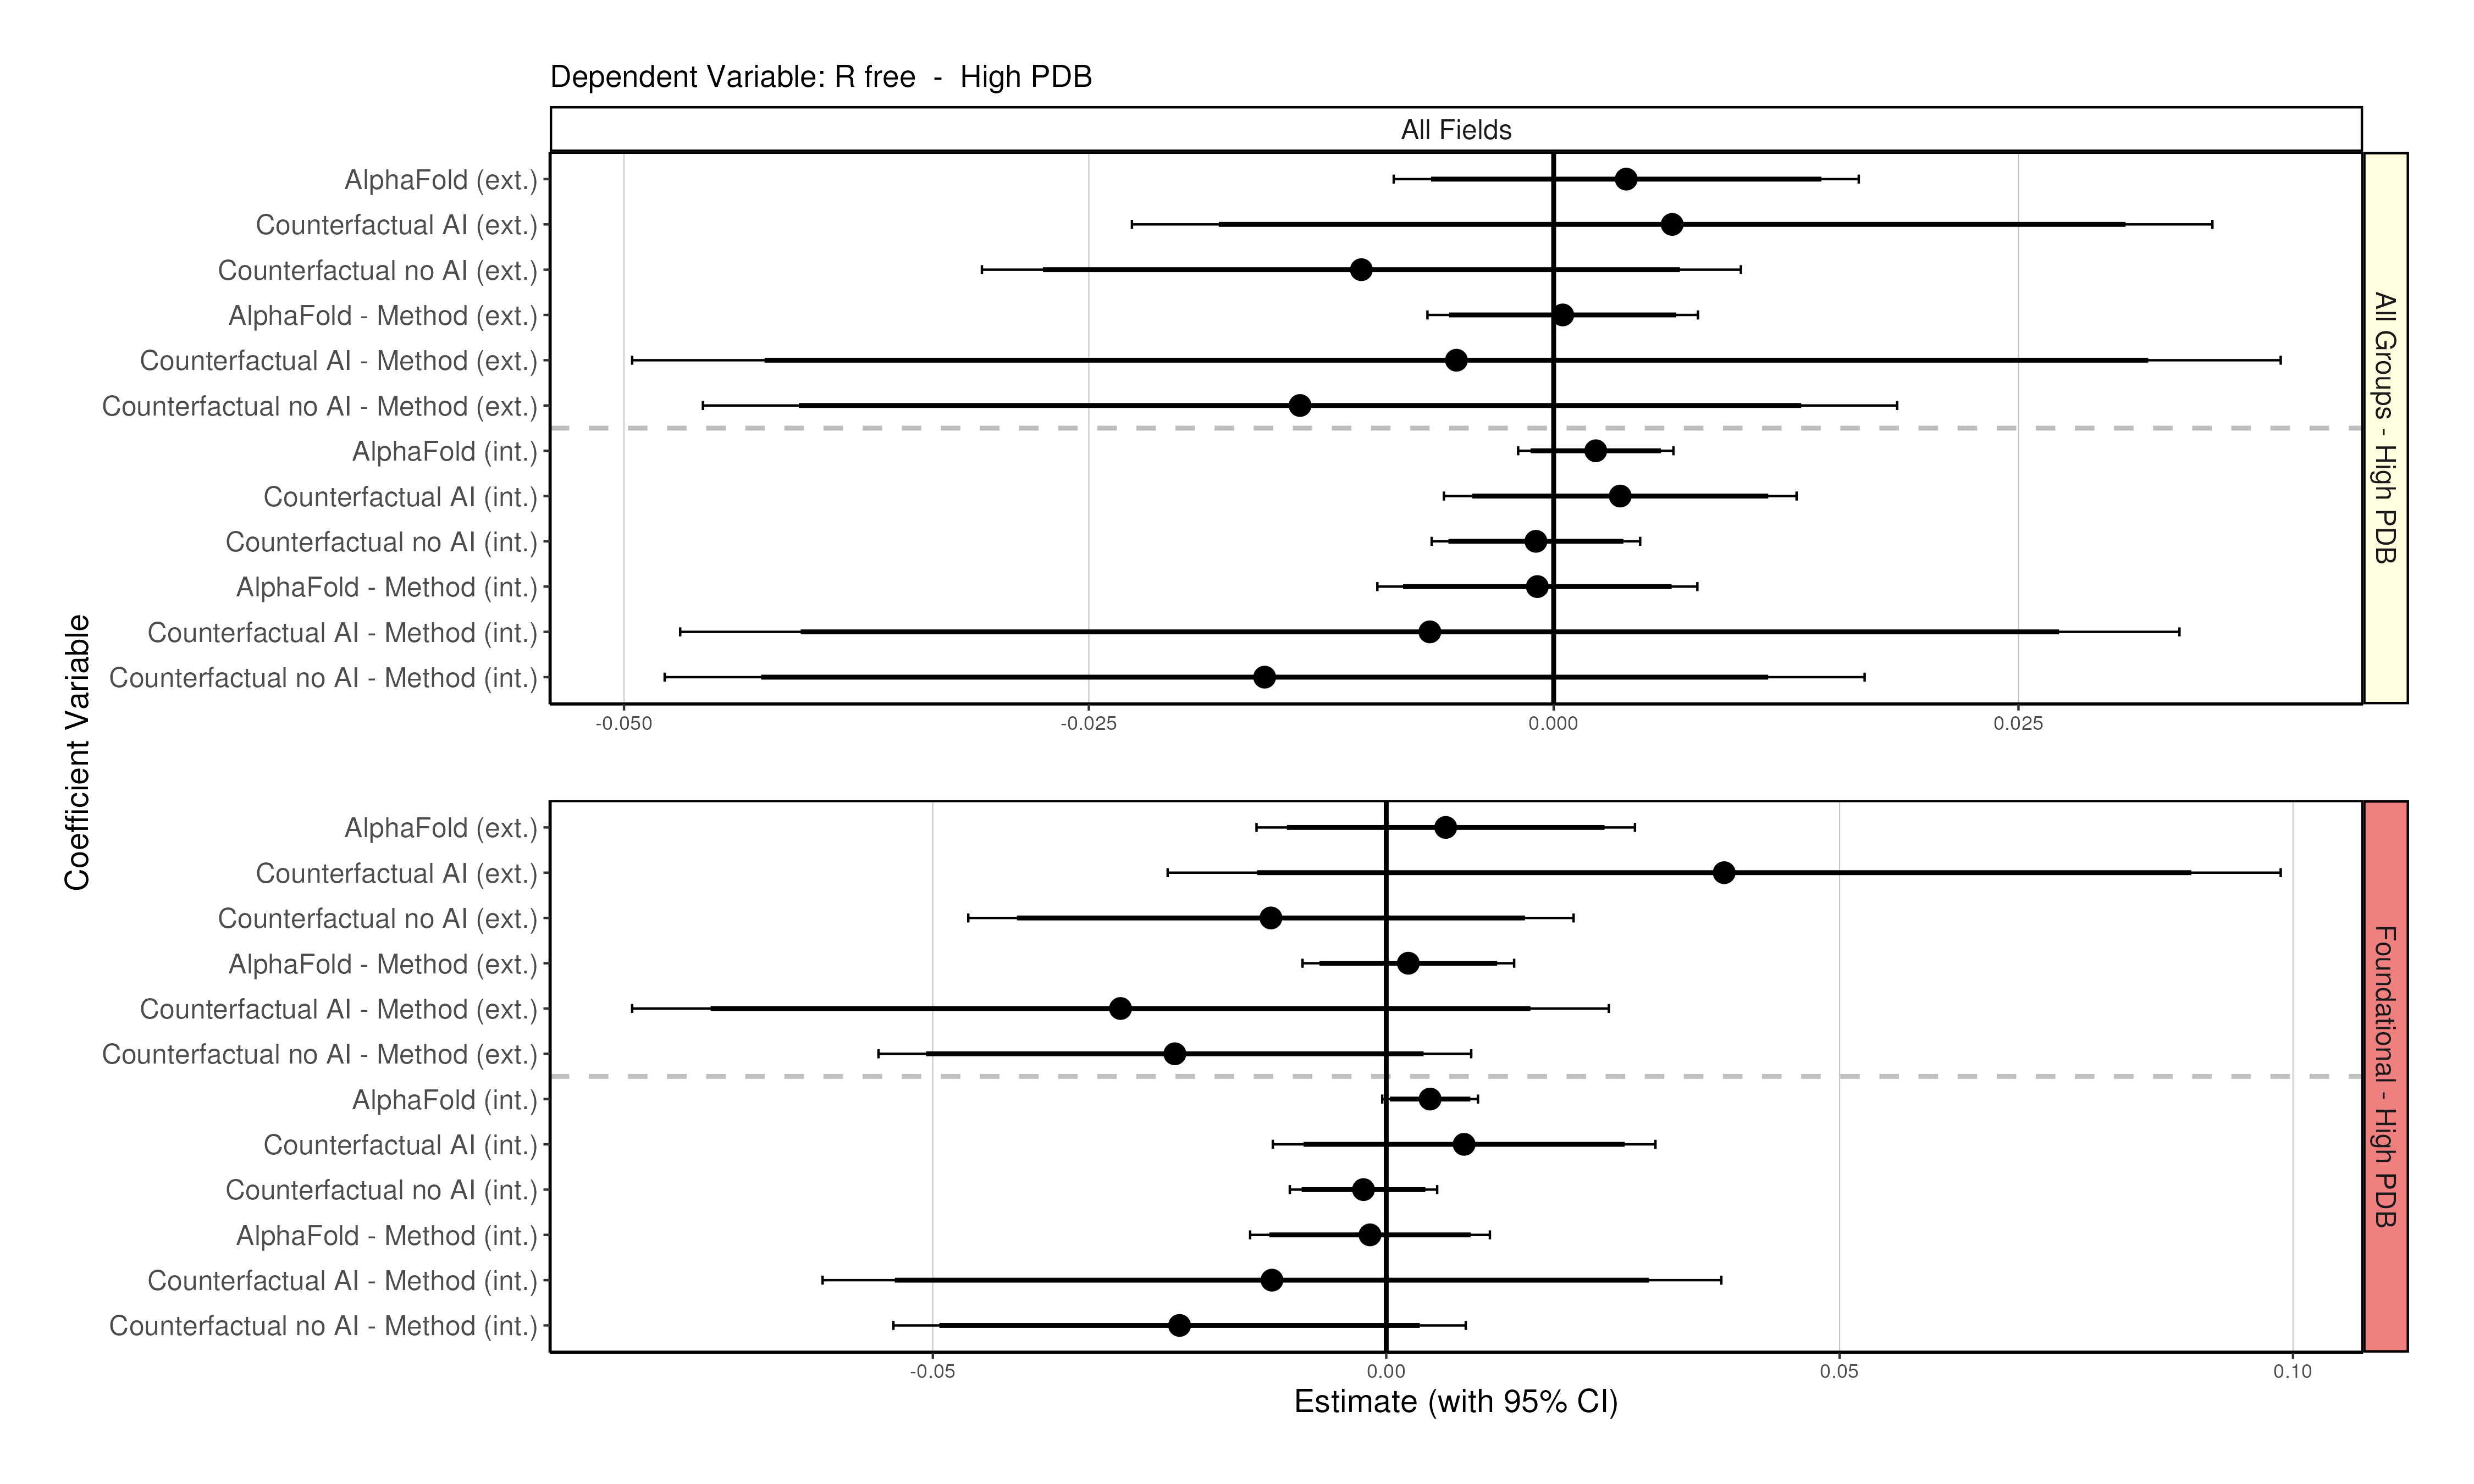 Dependent Variable: R free  -  High PDB
All Fields
AlphaFold (ext.)
Counterfactual AI (ext.)
Counterfactual no AI (ext.)
AlphaFold - Method (ext.)
Counterfactual AI - Method (ext.)
Counterfactual no AI - Method (ext.)
AlphaFold (int.)
Counterfactual AI (int.)
Counterfactual no AI (int.)
AlphaFold - Method (int.)
Counterfactual AI - Method (int.)
Counterfactual no AI - Method (int.)
-0.050 -0.025 0.000 0.025
All Groups - High PDB
Coefficient Variable
AlphaFold (ext.)
Counterfactual AI (ext.)
Counterfactual no AI (ext.)
AlphaFold - Method (ext.)
Counterfactual AI - Method (ext.)
Counterfactual no AI - Method (ext.)
AlphaFold (int.)
Counterfactual AI (int.)
Counterfactual no AI (int.)
AlphaFold - Method (int.)
Counterfactual AI - Method (int.)
Counterfactual no AI - Method (int.)
-0.05 0.00 0.05 0.10
Foundational - High PDB
Estimate (with 95% CI)